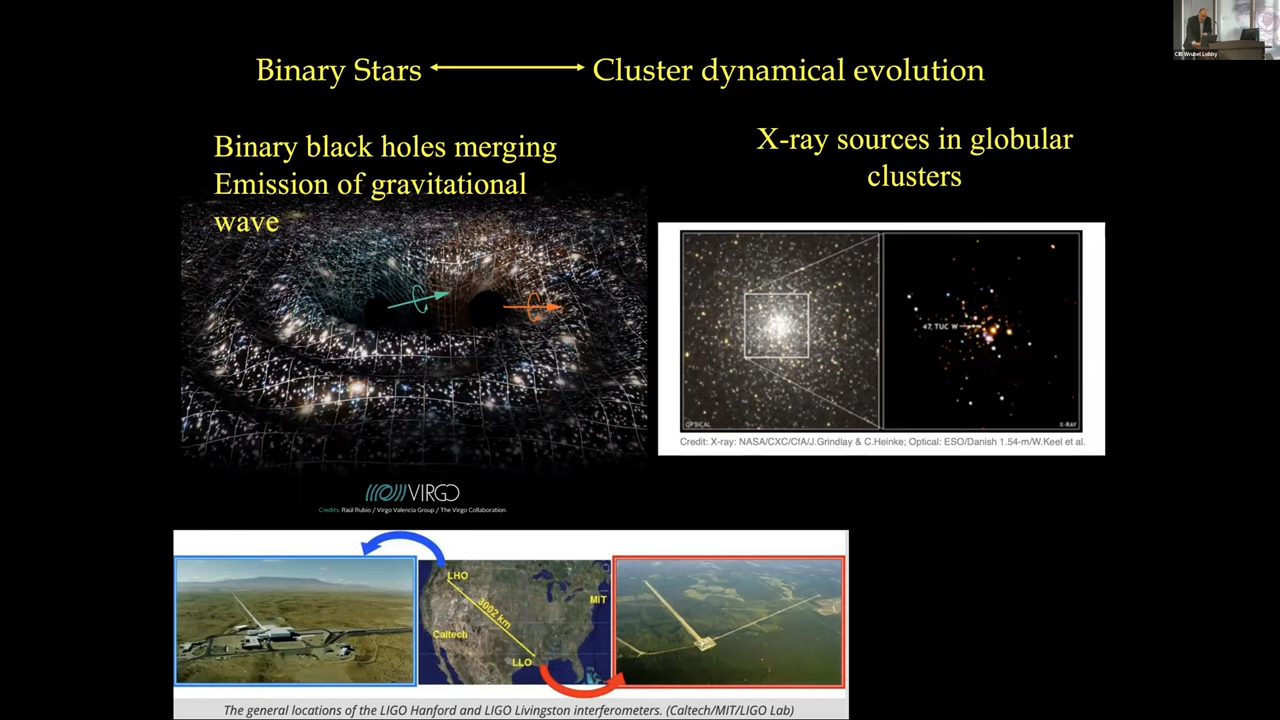 CIB Wrubel Lobby
Binary Stars
Cluster dynamical evolution
Binary black holes merging
Emission of gravitational
wave
X-ray sources in globular
clusters
47 TUC W
OPTICAL
X-RAY
Credit: X-ray: NASA/CXC/CfA/J.Grindlay & C.Heinke; Optical: ESO/Danish 1.54-m/W.Keel et al.
VIRGO
Credits: Raúl Rubio / Virgo Valencia Group / The Virgo Collaboration.
LHO
MIT
3002 km
Caltech
LLO
The general locations of the LIGO Hanford and LIGO Livingston interferometers. (Caltech/MIT/LIGO Lab)